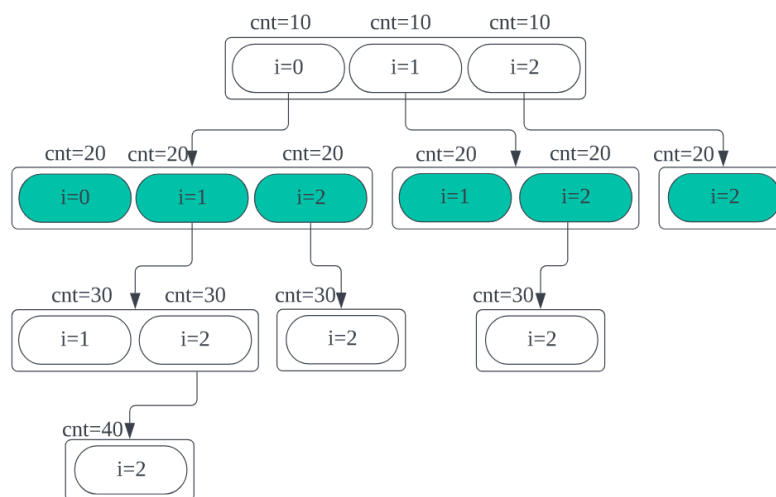 cnt=10 cnt=10 cnt=10
i=0 i=1 i=2
cnt=20 cnt=20 cnt=20 cnt=20 cnt=20 cnt=20
i=0 i=1 i=2 i=1 i=2 i=2
cnt=30 cnt=30 cnt=30 cnt=30
i=1 i=2 i=2 i=2
cnt=40
i=2